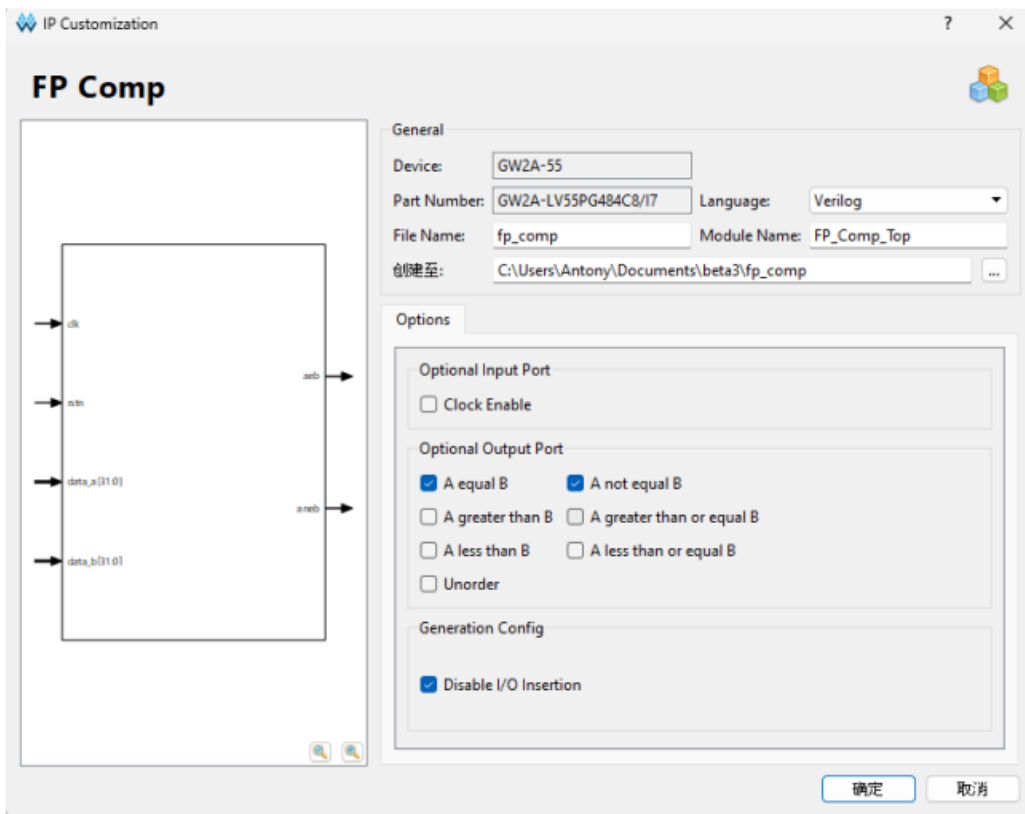 IP Customization
FP Comp
clk
rstn
data_a[31:0]
data_b[31:0]
aeb
aneb
General
Device: GW2A-55
Part Number: GW2A-LV55PG484C8/I7 Language: Verilog
File Name: fp_comp Module Name: FP_Comp_Top
创建至: C:\Users\Antony\Documents\beta3\fp_comp ...
Options
Optional Input Port
Clock Enable
Optional Output Port
A equal B A not equal B
A greater than B A greater than or equal B
A less than B A less than or equal B
Unorder
Generation Config
Disable I/O Insertion
确定 取消